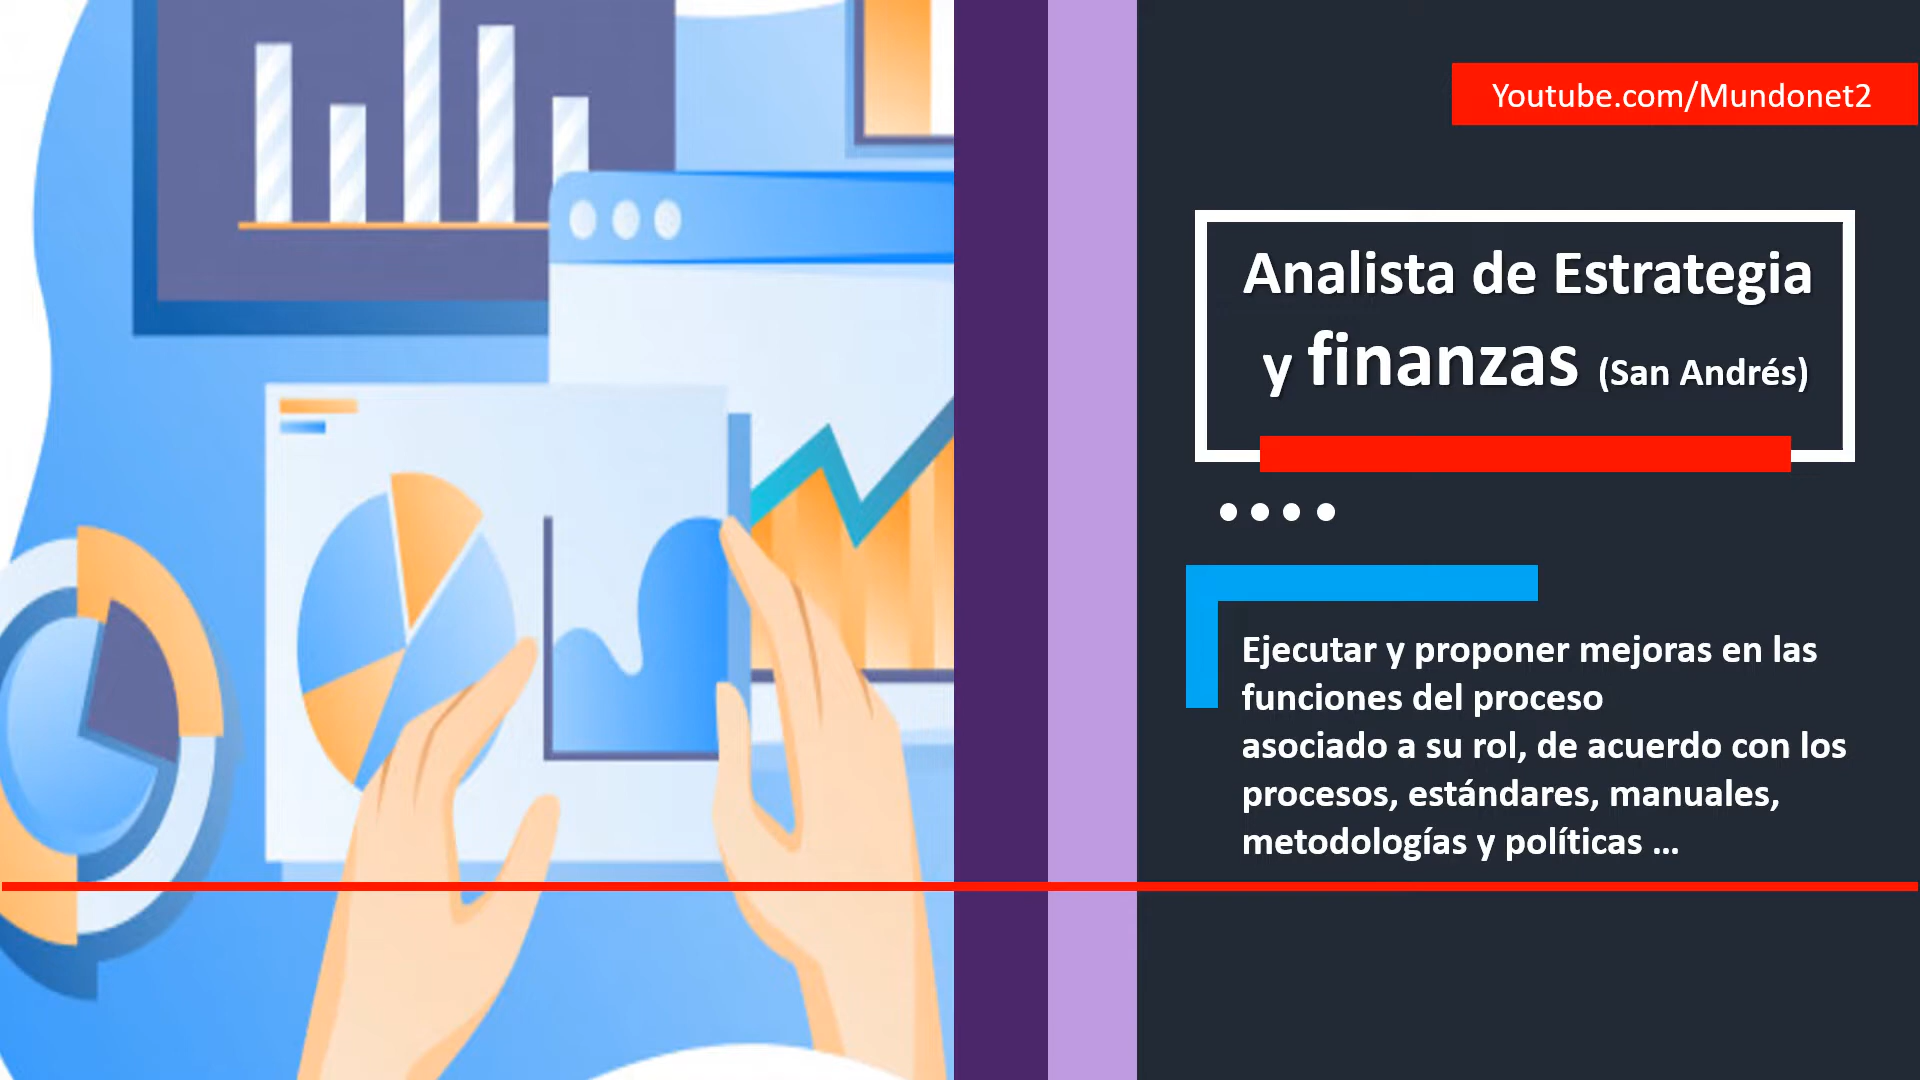 Youtube.com/Mundonet2
Analista de Estrategia
y finanzas (San Andrés)
Ejecutar y proponer mejoras en las
funciones del proceso
asociado a su rol, de acuerdo con los
procesos, estándares, manuales,
metodologías y políticas ...